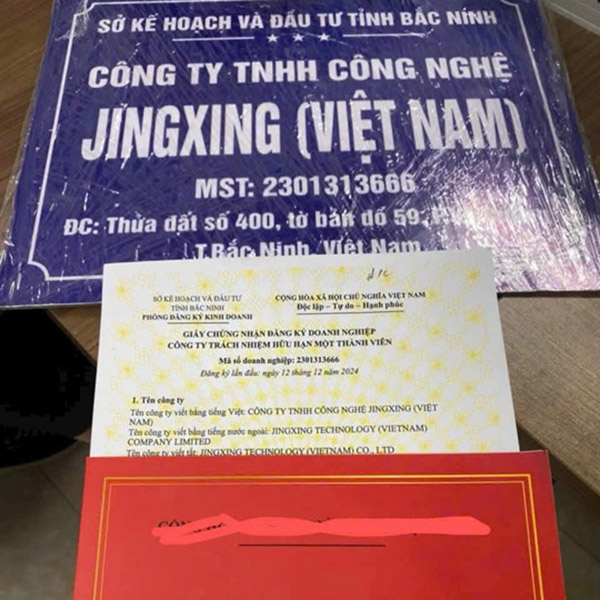 SỞ KẾ HOẠCH VÀ ĐẦU TƯ TỈNH BẮC NINH
CÔNG TY TNHH CÔNG NGHỆ
JINGXING (VIỆT NAM)
MST: 2301313666
ĐC: Thửa đất số 400, tờ bản đồ 59,
T.Bắc Ninh, Việt Nam
SỞ KẾ HOẠCH VÀ ĐẦU TƯ
TỈNH BẮC NINH
PHÒNG ĐĂNG KÝ KINH DOANH
CỘNG HÒA XÃ HỘI CHỦ NGHĨA VIỆT NAM
Độc lập – Tự do – Hạnh phúc
GIẤY CHỨNG NHẬN ĐĂNG KÝ DOANH NGHIỆP
CÔNG TY TRÁCH NHIỆM HỮU HẠN MỘT THÀNH VIÊN
Mã số doanh nghiệp: 2301313666
Đăng ký lần đầu: ngày 12 tháng 12 năm 2024
1. Tên công ty
Tên công ty viết bằng tiếng Việt: CÔNG TY TNHH CÔNG NGHỆ JINGXING (VIỆT
NAM)
Tên công ty viết bằng tiếng nước ngoài: JINGXING TECHNOLOGY (VIETNAM)
COMPANY LIMITED
Tên công ty viết tắt: JINGXING TECHNOLOGY (VIETNAM) CO., LTD